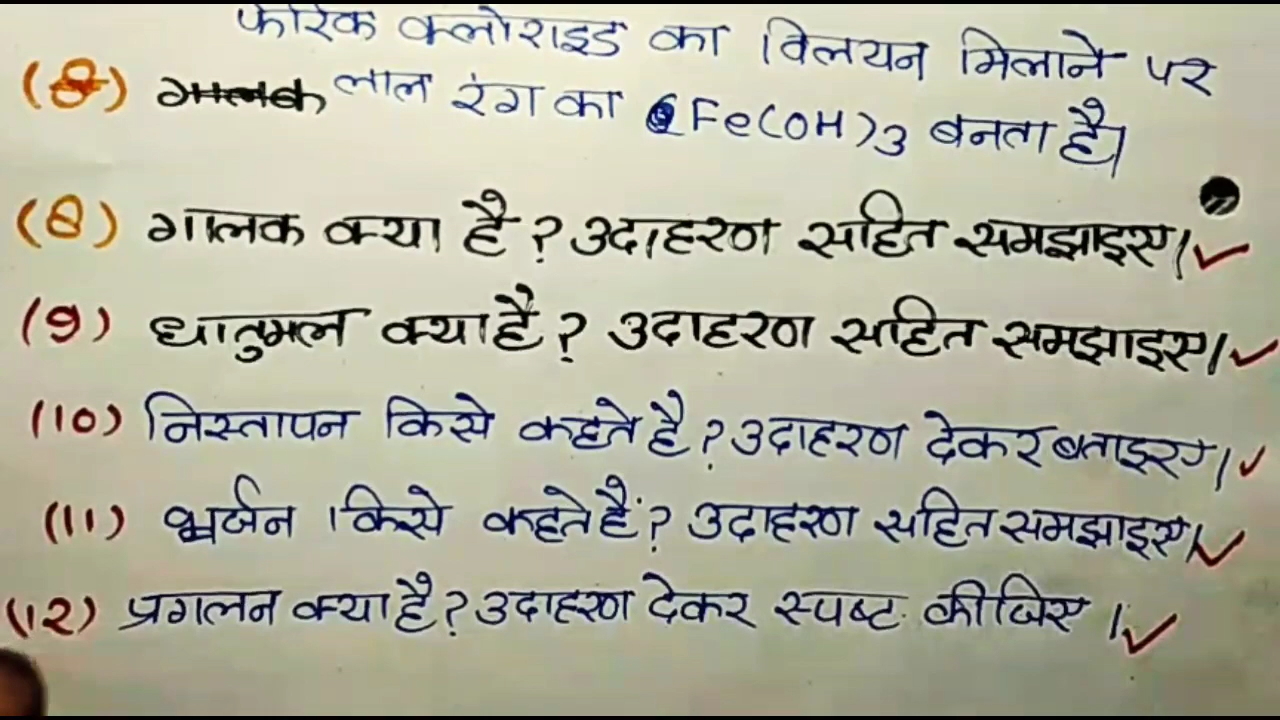 फेरिक क्लोराइड का विलयन मिलाने पर
(8) गालक लाल रंग का Fe(OH)3 बनता है।
(8) गालक क्या है? उदाहरण सहित समझाइए।
(9) धातुमल क्या है? उदाहरण सहित समझाइए।
(10) निस्तापन किसे कहते है? उदाहरण देकर बताइए।
(11) भर्जन किसे कहते हैं? उदाहरण सहित समझाइए।
(12) प्रगलन क्या है? उदाहरण देकर स्पष्ट कीजिए।